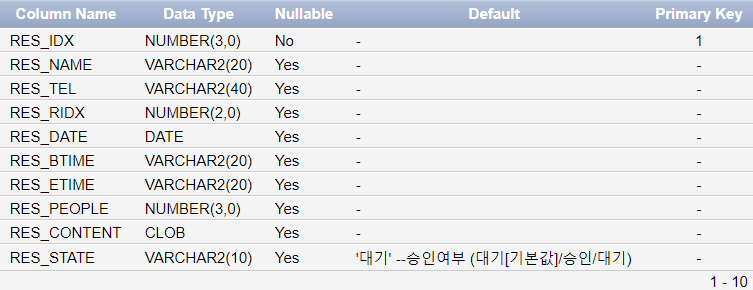 Column Name Data Type Nullable Default Primary Key
RES_IDX NUMBER(3,0) No - 1
RES_NAME VARCHAR2(20) Yes - -
RES_TEL VARCHAR2(40) Yes - -
RES_RIDX NUMBER(2,0) Yes - -
RES_DATE DATE Yes - -
RES_BTIME VARCHAR2(20) Yes - -
RES_ETIME VARCHAR2(20) Yes - -
RES_PEOPLE NUMBER(3,0) Yes - -
RES_CONTENT CLOB Yes - -
RES_STATE VARCHAR2(10) Yes '대기' --승인여부 (대기[기본값]/승인/대기) -
1 - 10